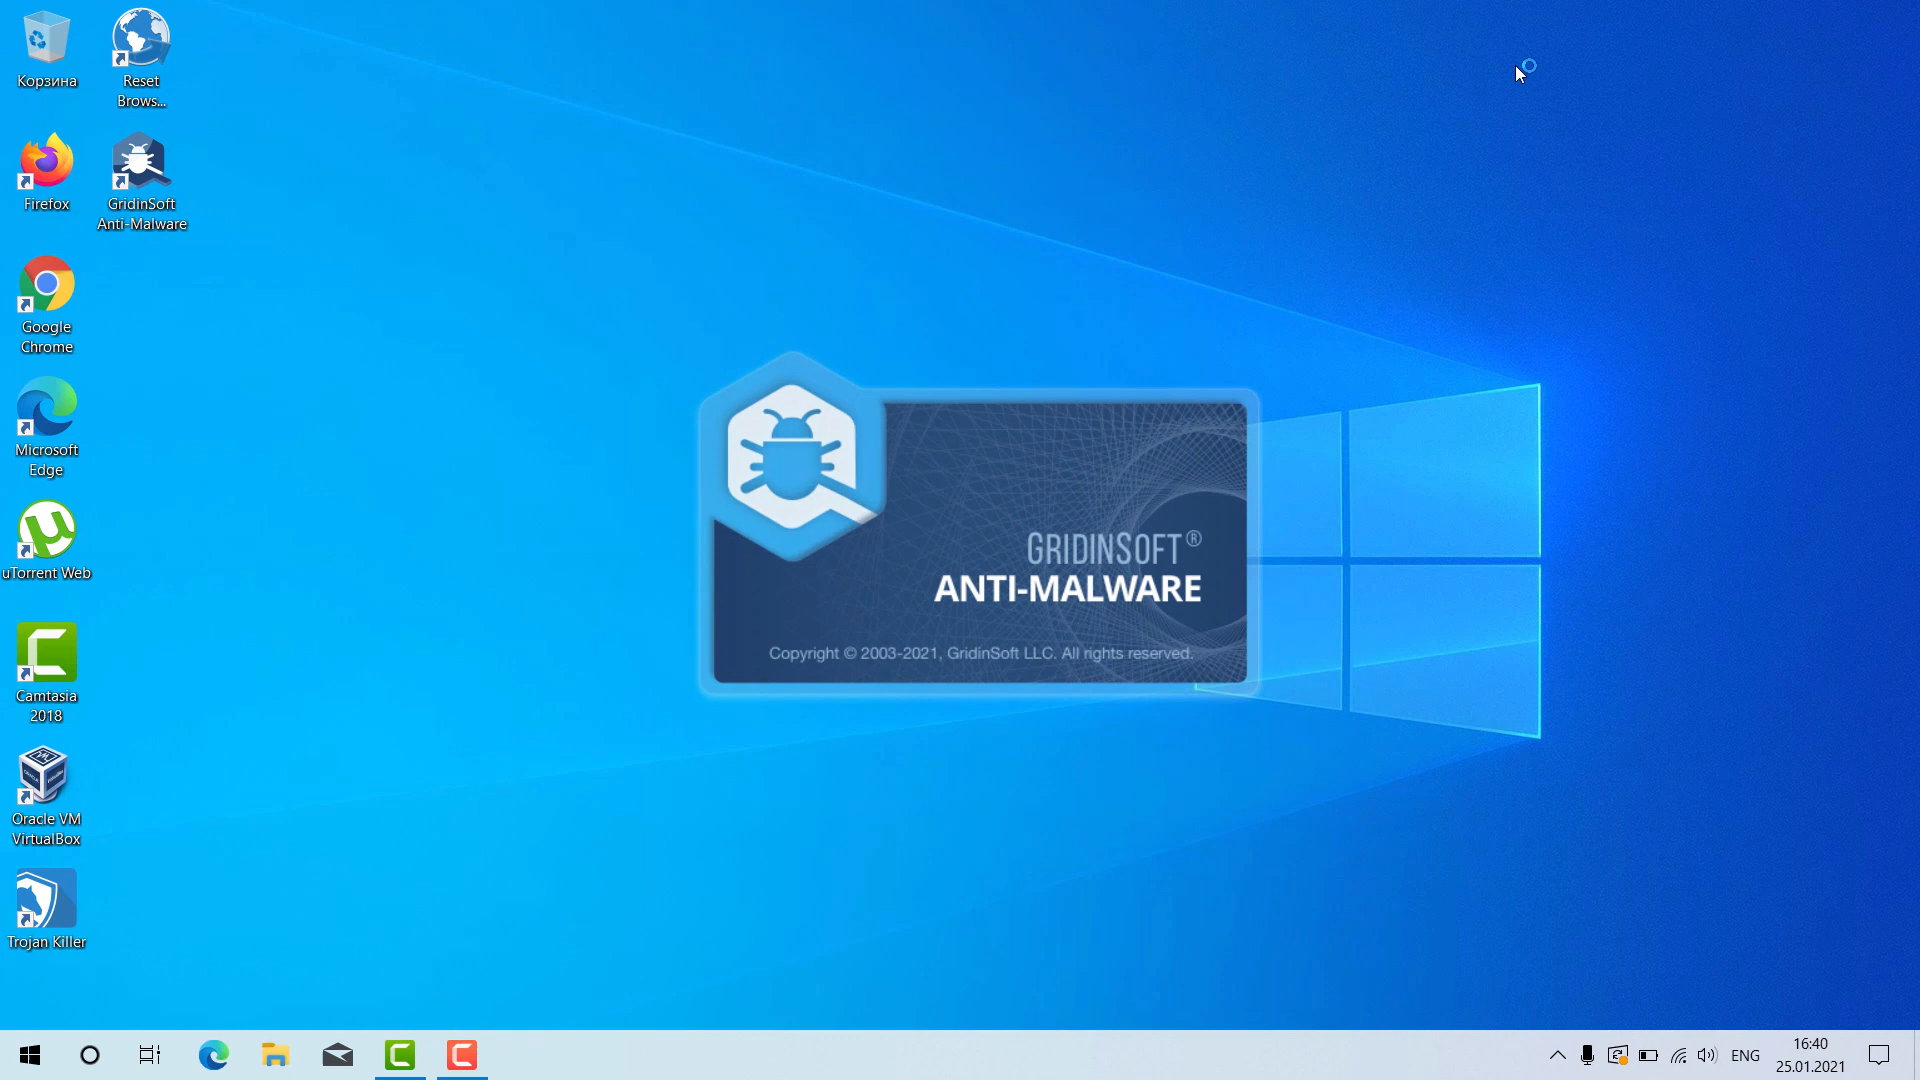 Корзина
Reset
Brows...
Firefox
GridinSoft
Anti-Malware
Google
Chrome
Microsoft
Edge
uTorrent Web
Camtasia
2018
Oracle VM
VirtualBox
Trojan Killer
GRIDINSOFT®
ANTI-MALWARE
Copyright © 2003-2021, GridinSoft LLC. All rights reserved.
ENG
16:40
25.01.2021